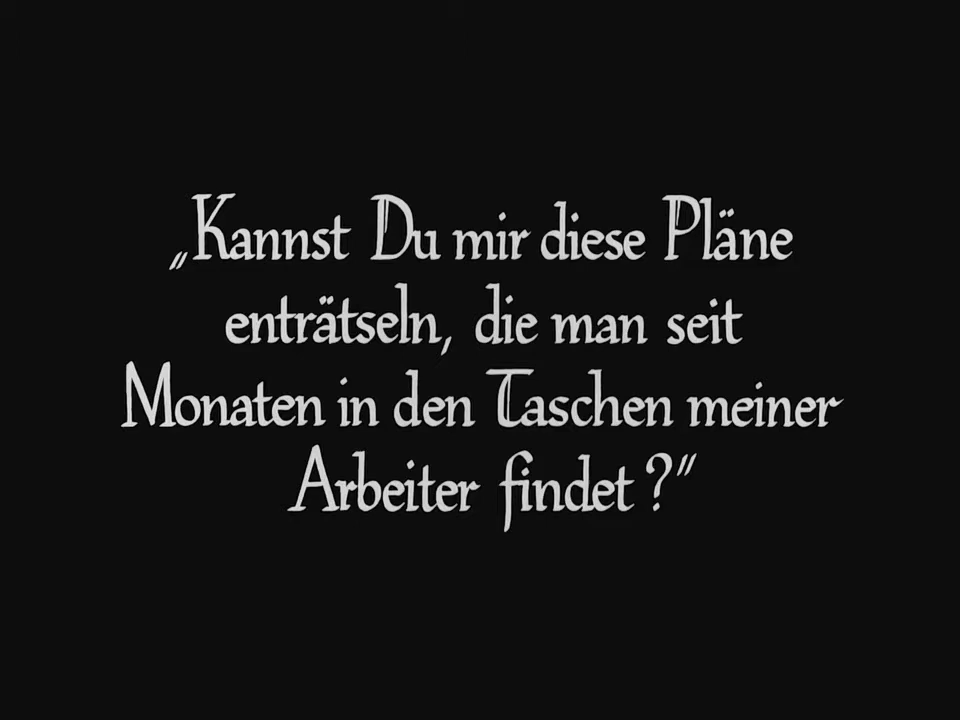 „Kannst Du mir diese Pläne
enträtseln, die man seit
Monaten in den Taschen meiner
Arbeiter findet?"